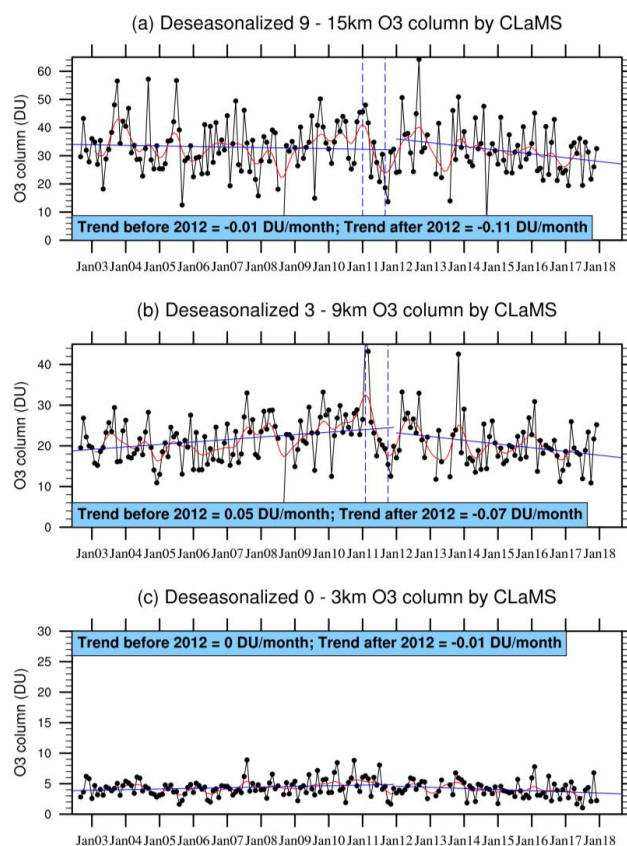 (a) Deseasonalized 9 - 15km O3 column by CLaMS
60
50
40
30
20
10
0
O3 column (DU)
Trend before 2012 = -0.01 DU/month; Trend after 2012 = -0.11 DU/month
Jan03 Jan04 Jan05 Jan06 Jan07 Jan08 Jan09 Jan10 Jan11 Jan12 Jan13 Jan14 Jan15 Jan16 Jan17 Jan18
(b) Deseasonalized 3 - 9km O3 column by CLaMS
40
30
20
10
0
O3 column (DU)
Trend before 2012 = 0.05 DU/month; Trend after 2012 = -0.07 DU/month
Jan03 Jan04 Jan05 Jan06 Jan07 Jan08 Jan09 Jan10 Jan11 Jan12 Jan13 Jan14 Jan15 Jan16 Jan17 Jan18
(c) Deseasonalized 0 - 3km O3 column by CLaMS
30
25
20
15
10
5
0
O3 column (DU)
Trend before 2012 = 0 DU/month; Trend after 2012 = -0.01 DU/month
Jan03 Jan04 Jan05 Jan06 Jan07 Jan08 Jan09 Jan10 Jan11 Jan12 Jan13 Jan14 Jan15 Jan16 Jan17 Jan18